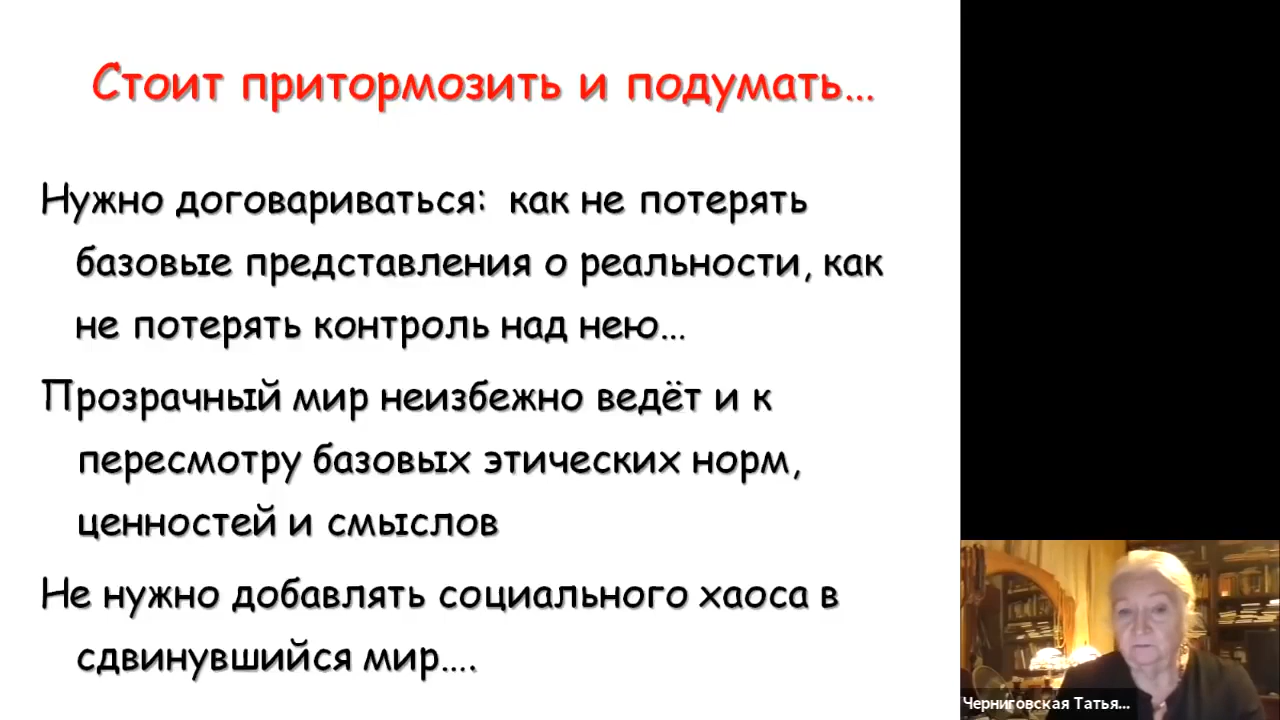 Стоит притормозить и подумать…
Нужно договариваться: как не потерять
базовые представления о реальности, как
не потерять контроль над нею…
Прозрачный мир неизбежно ведёт и к
пересмотру базовых этических норм,
ценностей и смыслов
Не нужно добавлять социального хаоса в
сдвинувшийся мир….
Черниговская Татья...